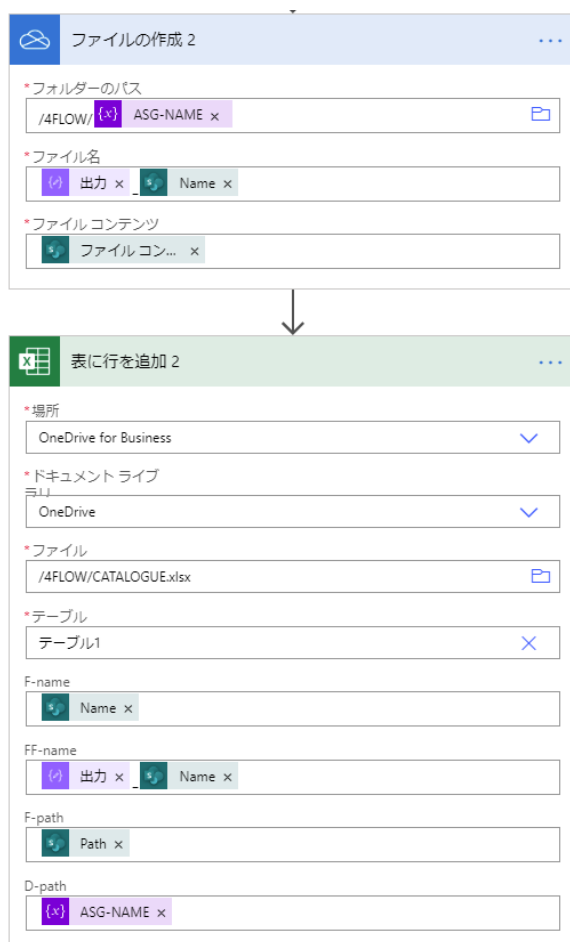 ファイルの作成 2
*フォルダーのパス
/4FLOW/ {x} ASG-NAME ×
*ファイル名
出力 × _ Name ×
*ファイル コンテンツ
ファイル コン... ×
表に行を追加 2
*場所
OneDrive for Business
*ドキュメント ライブ
ラリ
OneDrive
*ファイル
/4FLOW/CATALOGUE.xlsx
*テーブル
テーブル1
F-name
Name ×
FF-name
出力 × _ Name ×
F-path
Path ×
D-path
{x} ASG-NAME ×